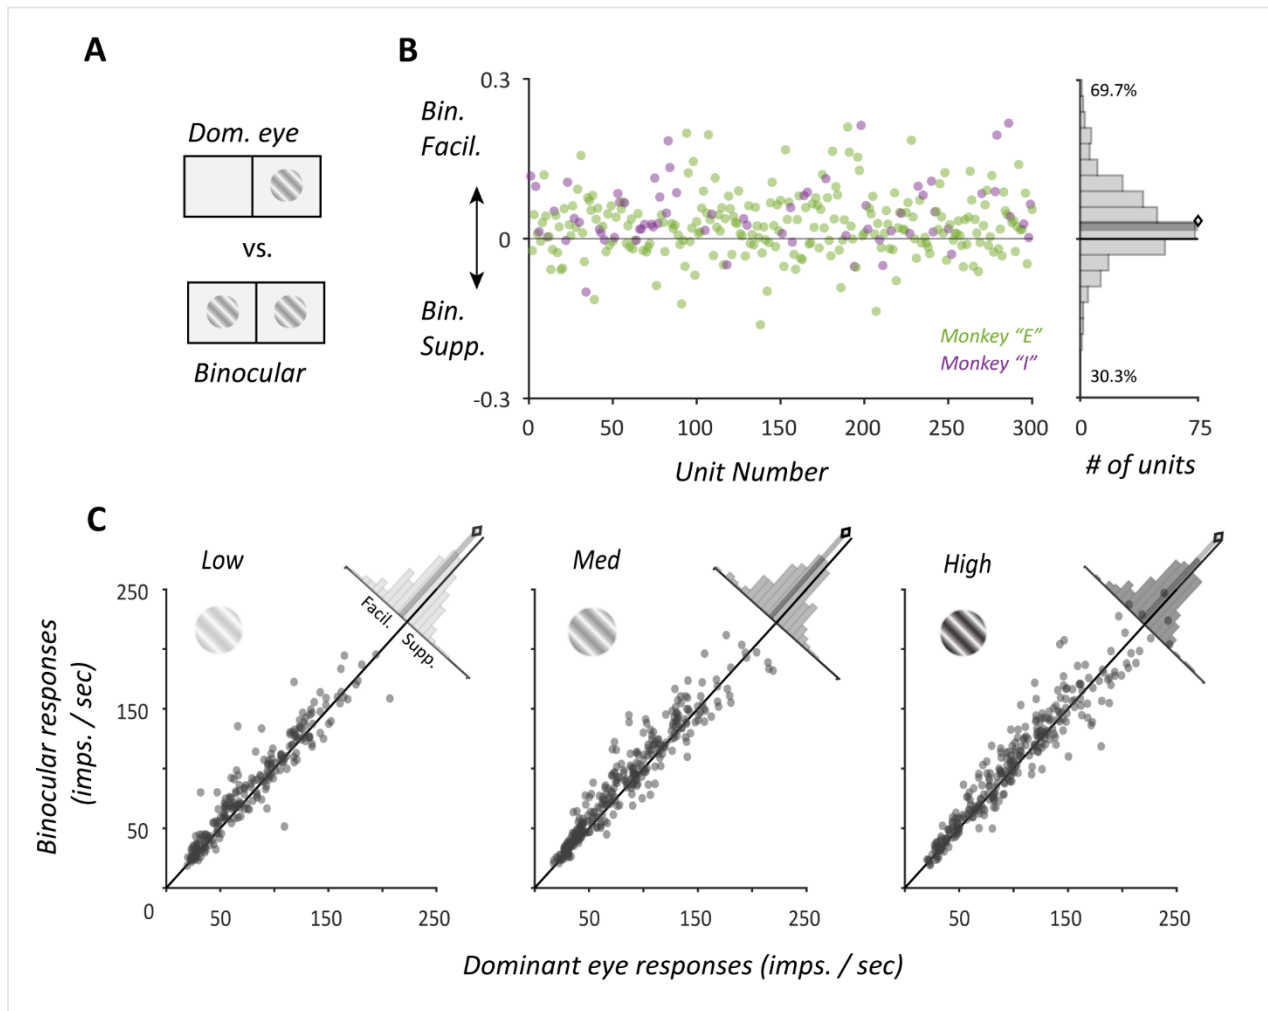 A
Dom. eye
vs.
Binocular
B
Bin.
Facil.
Bin.
Supp.
0.3
0
-0.3
Monkey “E”
Monkey “I”
0 50 100 150 200 250 300
Unit Number
69.7%
30.3%
0 75
# of units
C
Low
Facil.
Supp.
Med
High
Binocular responses
(imps. / sec)
250
150
50
0
50 150 250
50 150 250
50 150 250
Dominant eye responses (imps. / sec)